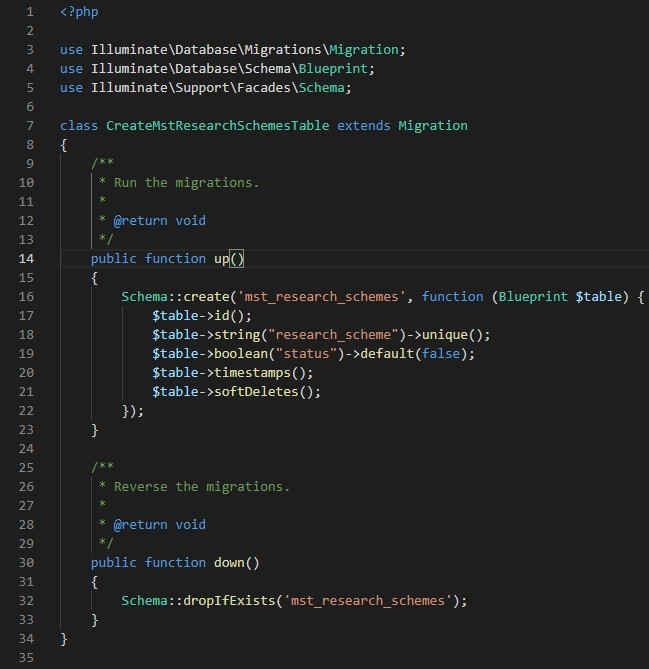 1 <?php
2
3 use Illuminate\Database\Migrations\Migration;
4 use Illuminate\Database\Schema\Blueprint;
5 use Illuminate\Support\Facades\Schema;
6
7 class CreateMstResearchSchemesTable extends Migration
8 {
9     /**
10      * Run the migrations.
11      *
12      * @return void
13      */
14     public function up()
15     {
16         Schema::create('mst_research_schemes', function (Blueprint $table) {
17             $table->id();
18             $table->string("research_scheme")->unique();
19             $table->boolean("status")->default(false);
20             $table->timestamps();
21             $table->softDeletes();
22         });
23     }
24
25     /**
26      * Reverse the migrations.
27      *
28      * @return void
29      */
30     public function down()
31     {
32         Schema::dropIfExists('mst_research_schemes');
33     }
34 }
35